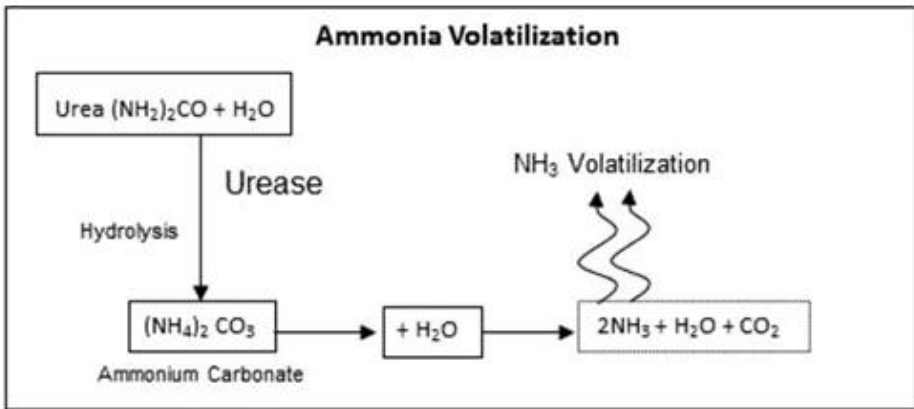 Ammonia Volatilization
Urea (NH₂)₂CO + H₂O
Urease
NH₃ Volatilization
Hydrolysis
(NH₄)₂ CO₃
+ H₂O
2NH₃ + H₂O + CO₂
Ammonium Carbonate